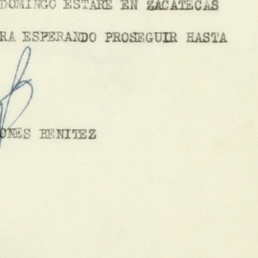 DOMINGO ESTARE EN ZACATECAS
RA ESPERANDO PROSEGUIR HASTA
ONES BENITEZ